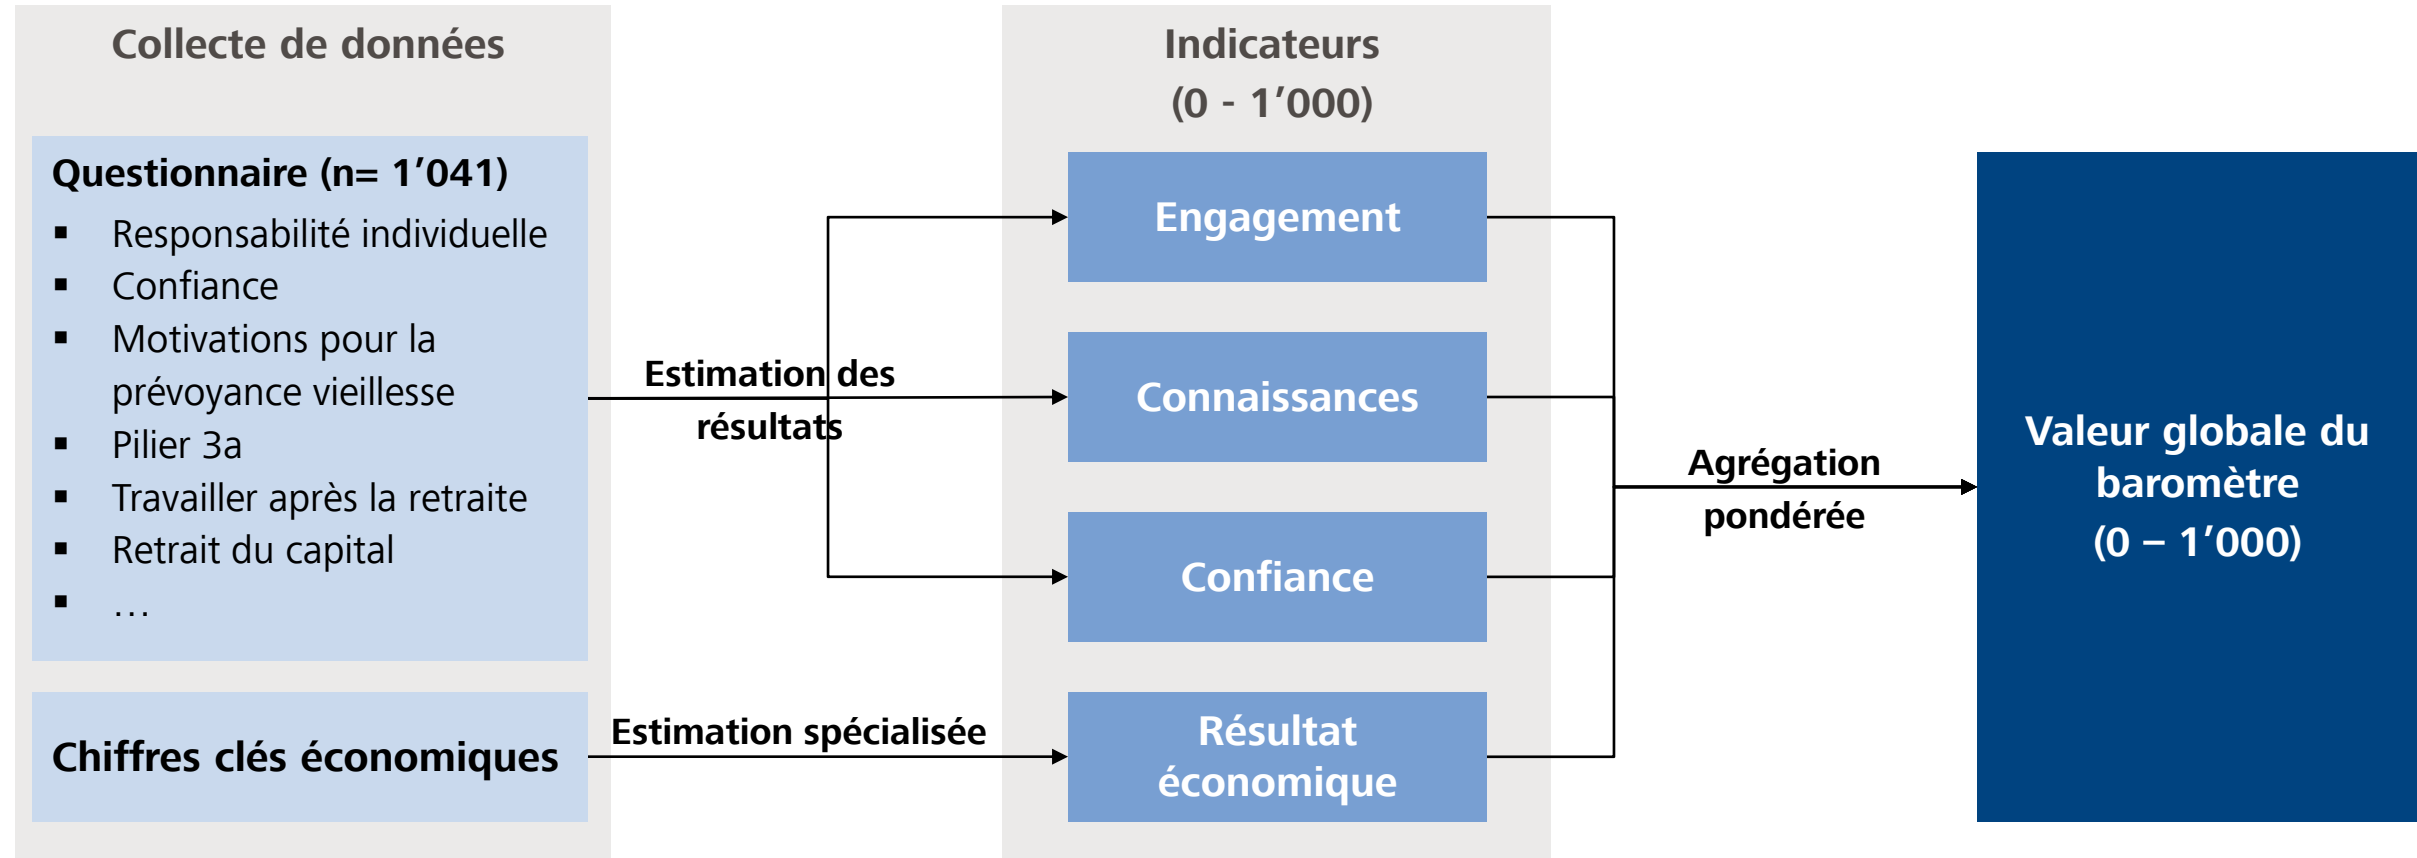 Collecte de données
Questionnaire (n= 1’041)
▪ Responsabilité individuelle
▪ Confiance
▪ Motivations pour la
prévoyance vieillesse
▪ Pilier 3a
▪ Travailler après la retraite
▪ Retrait du capital
▪ …
Chiffres clés économiques
Estimation des
résultats
Estimation spécialisée
Indicateurs
(0 - 1’000)
Engagement
Connaissances
Confiance
Résultat
économique
Agrégation
pondérée
Valeur globale du
baromètre
(0 – 1’000)